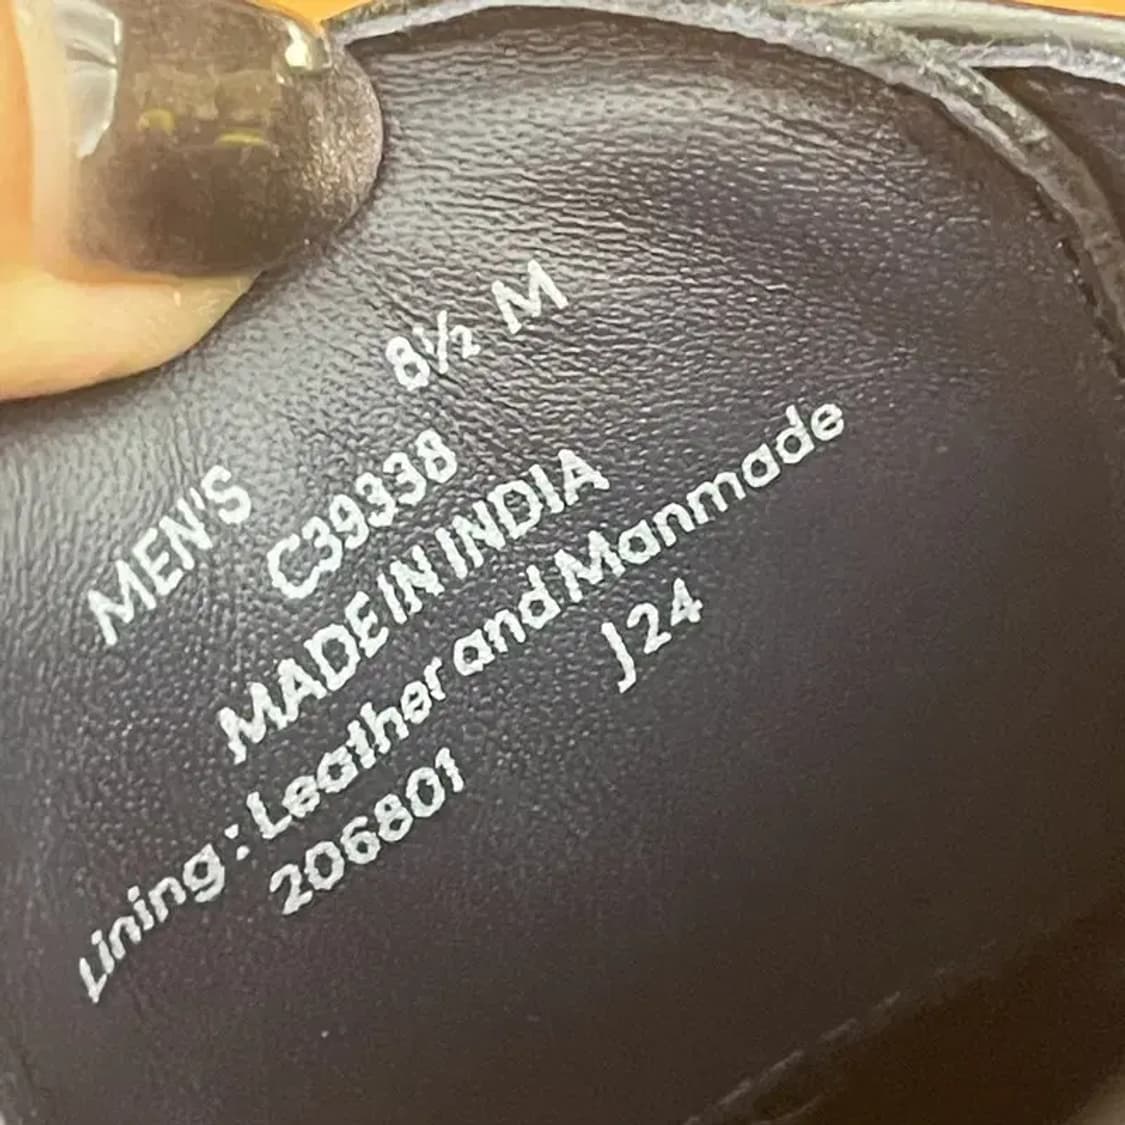 MEN'S 8½ M
C39338
MADE IN INDIA
Lining: Leather and Manmade
206801 J24